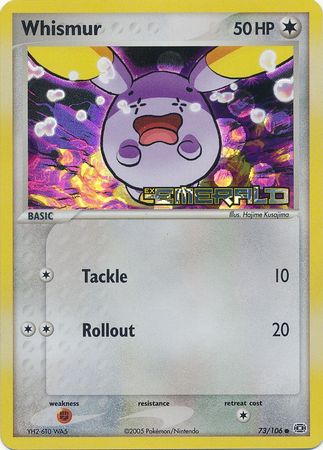 Whismur 50 HP
EX EMERALD
BASIC Illus. Hajime Kusajima
Tackle 10
Rollout 20
weakness resistance retreat cost
YH2-610 WAS ©2005 Pokémon/Nintendo 73/106 ●